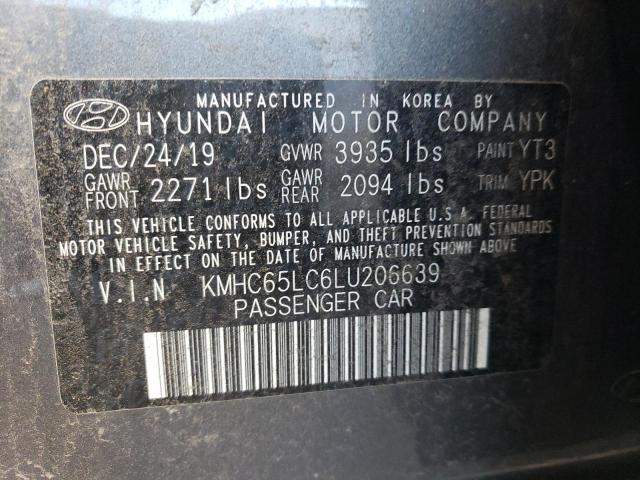 MANUFACTURED IN KOREA BY
HYUNDAI MOTOR COMPANY
DEC/24/19 GVWR 3935 lbs PAINT YT3
GAWR FRONT 2271 lbs GAWR REAR 2094 lbs TRIM YPK
THIS VEHICLE CONFORMS TO ALL APPLICABLE U.S.A. FEDERAL
MOTOR VEHICLE SAFETY, BUMPER, AND THEFT PREVENTION STANDARDS
IN EFFECT ON THE DATE OF MANUFACTURE SHOWN ABOVE
V.I.N. KMHC65LC6LU206639
PASSENGER CAR